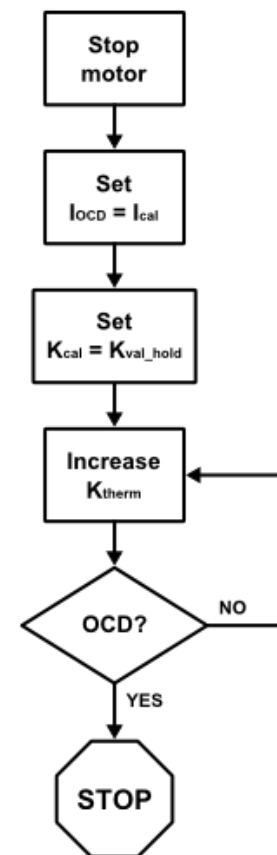 Stop
motor
Set
IOCD = Ical
Set
Kcal = Kval_hold
Increase
Ktherm
OCD?
NO
YES
STOP